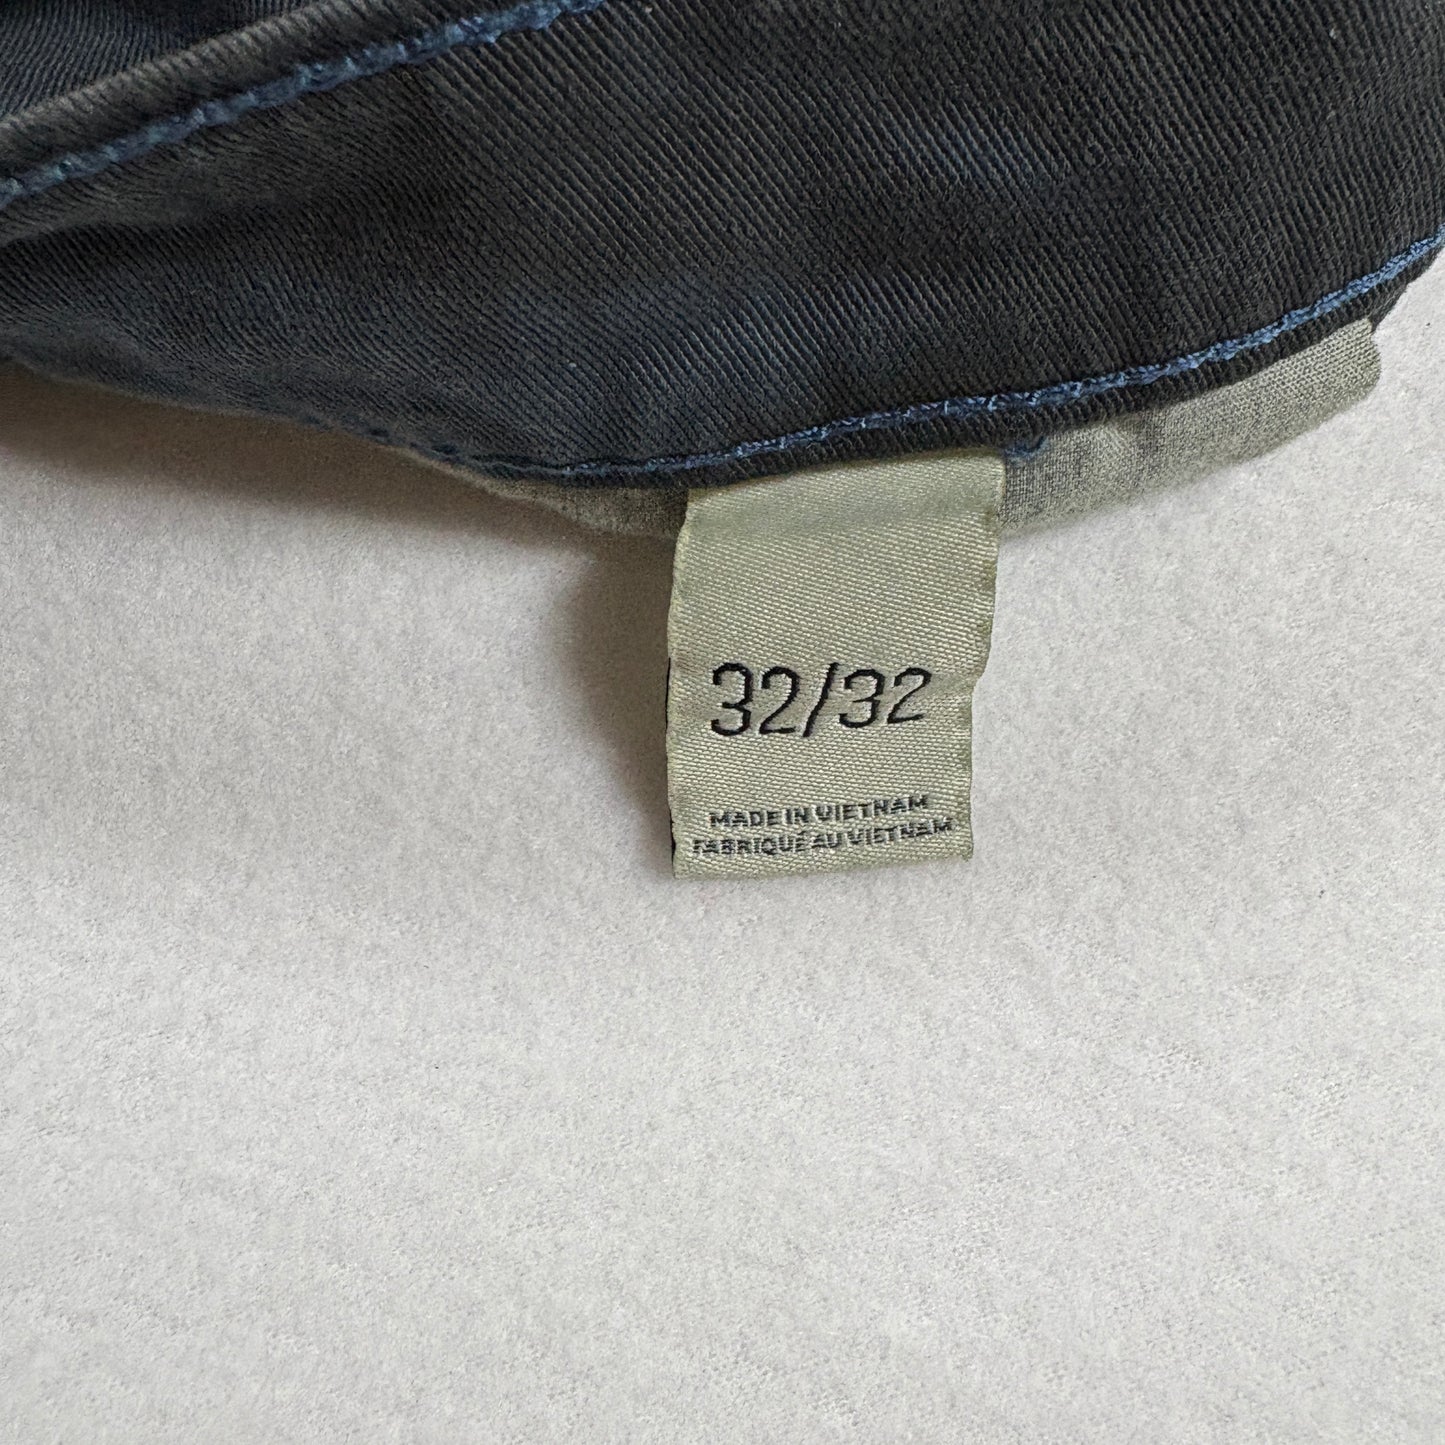 32/32
MADE IN VIETNAM
FABRIQUÉ AU VIETNAM